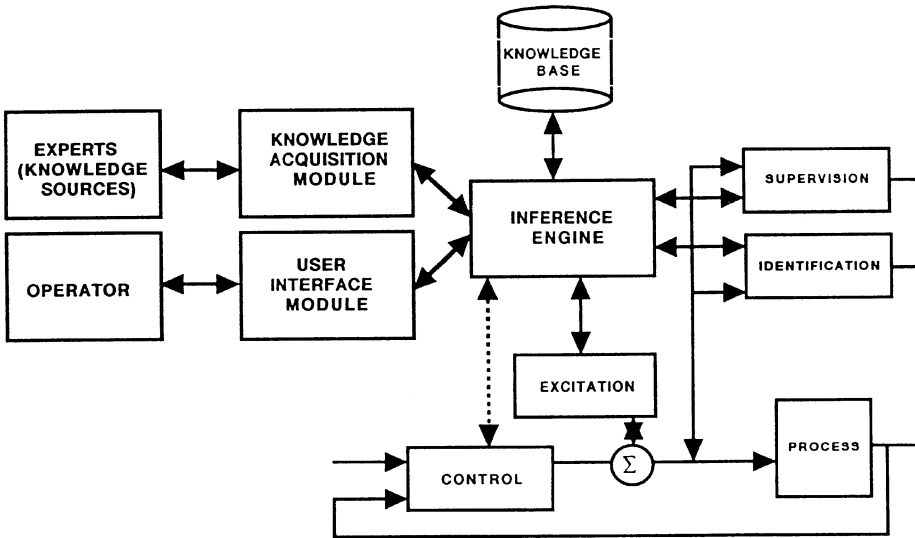 KNOWLEDGE
BASE
EXPERTS
(KNOWLEDGE
SOURCES)
KNOWLEDGE
ACQUISITION
MODULE
INFERENCE
ENGINE
SUPERVISION
OPERATOR
USER
INTERFACE
MODULE
IDENTIFICATION
EXCITATION
CONTROL
Σ
PROCESS